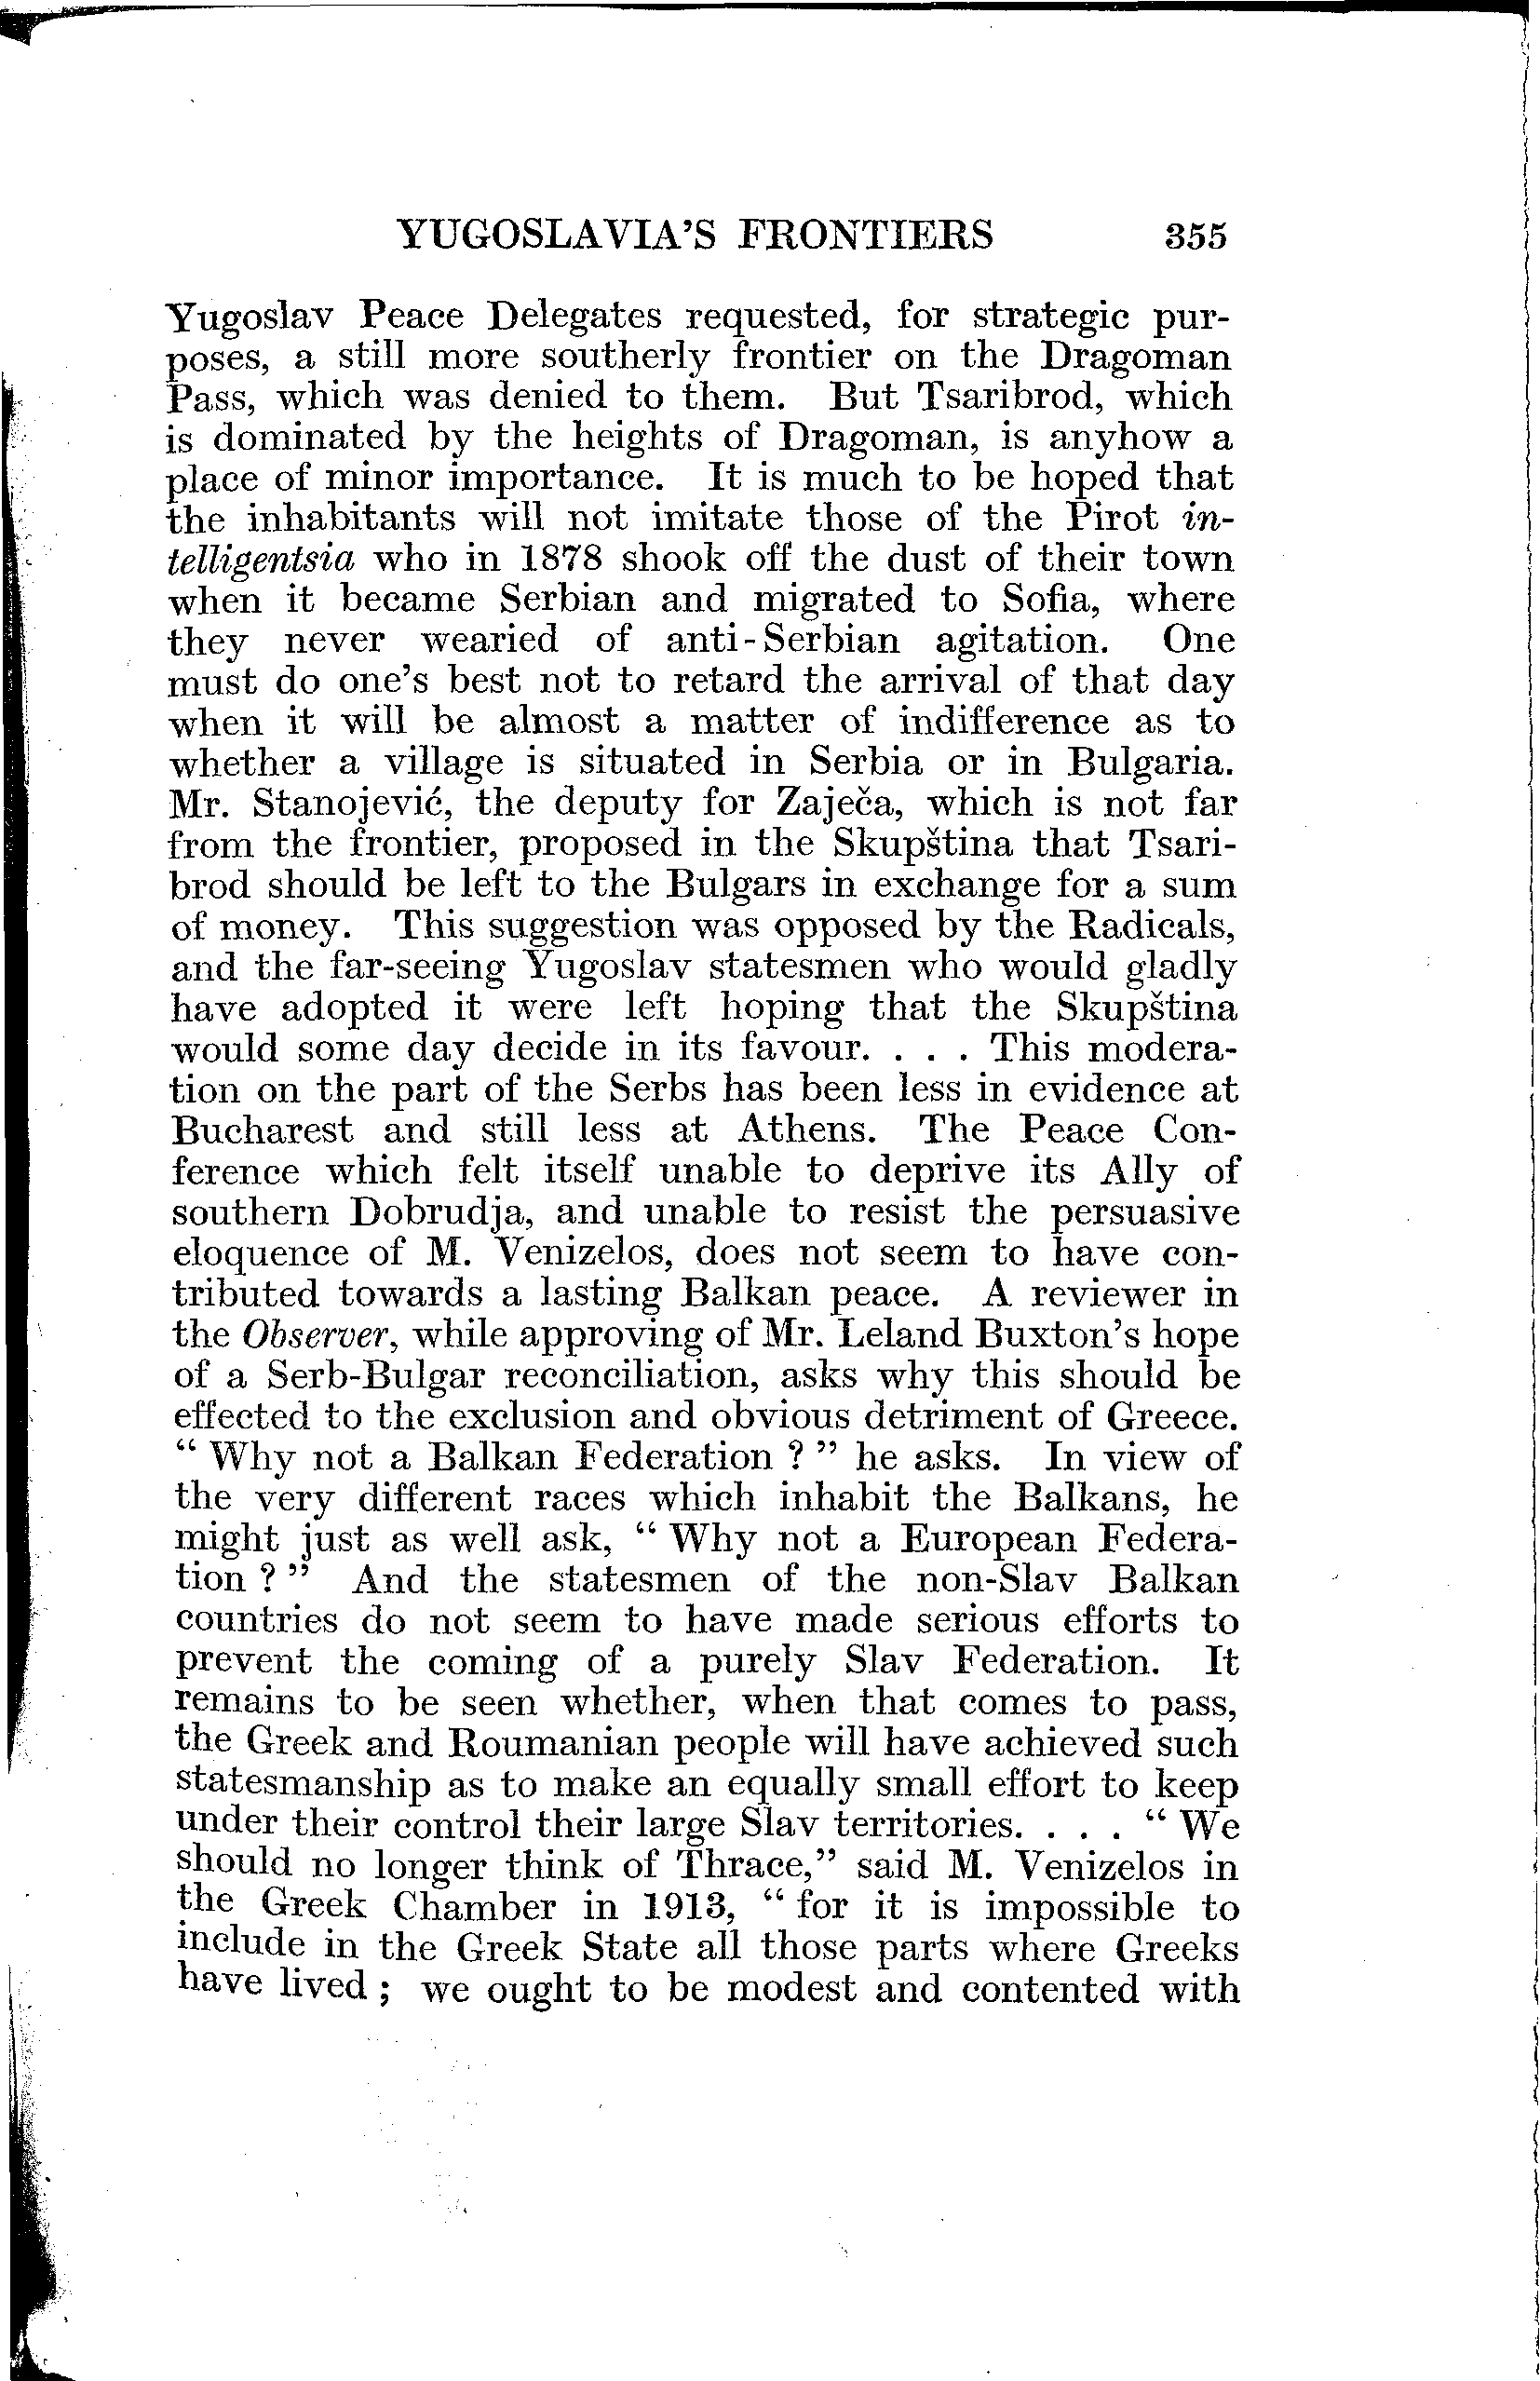 YUGOSLAVIA'S FRONTIERS 355
Yugoslav Peace Delegates requested, for strategic pur-
poses, a still more southerly frontier on the Dragoman
Pass, which was denied to them. But Tsaribrod, which
is dominated by the heights of Dragoman, is anyhow a
place of minor importance. It is much to be hoped that
the inhabitants will not imitate those of the Pirot in-
telligentsia who in 1878 shook off the dust of their town
when it became Serbian and migrated to Sofia, where
they never wearied of anti-Serbian agitation. One
must do one's best not to retard the arrival of that day
when it will be almost a matter of indifference as to
whether a village is situated in Serbia or in Bulgaria.
Mr. Stanojević, the deputy for Zaječa, which is not far
from the frontier, proposed in the Skupština that Tsari-
brod should be left to the Bulgars in exchange for a sum
of money. This suggestion was opposed by the Radicals,
and the far-seeing Yugoslav statesmen who would gladly
have adopted it were left hoping that the Skupština
would some day decide in its favour. . . . This modera-
tion on the part of the Serbs has been less in evidence at
Bucharest and still less at Athens. The Peace Con-
ference which felt itself unable to deprive its Ally of
southern Dobrudja, and unable to resist the persuasive
eloquence of M. Venizelos, does not seem to have con-
tributed towards a lasting Balkan peace. A reviewer in
the Observer, while approving of Mr. Leland Buxton's hope
of a Serb-Bulgar reconciliation, asks why this should be
effected to the exclusion and obvious detriment of Greece.
“ Why not a Balkan Federation ? ” he asks. In view of
the very different races which inhabit the Balkans, he
might just as well ask, “ Why not a European Federa-
tion ? ” And the statesmen of the non-Slav Balkan
countries do not seem to have made serious efforts to
prevent the coming of a purely Slav Federation. It
remains to be seen whether, when that comes to pass,
the Greek and Roumanian people will have achieved such
statesmanship as to make an equally small effort to keep
under their control their large Slav territories. . . . “ We
should no longer think of Thrace,” said M. Venizelos in
the Greek Chamber in 1913, “ for it is impossible to
include in the Greek State all those parts where Greeks
have lived ; we ought to be modest and contented with